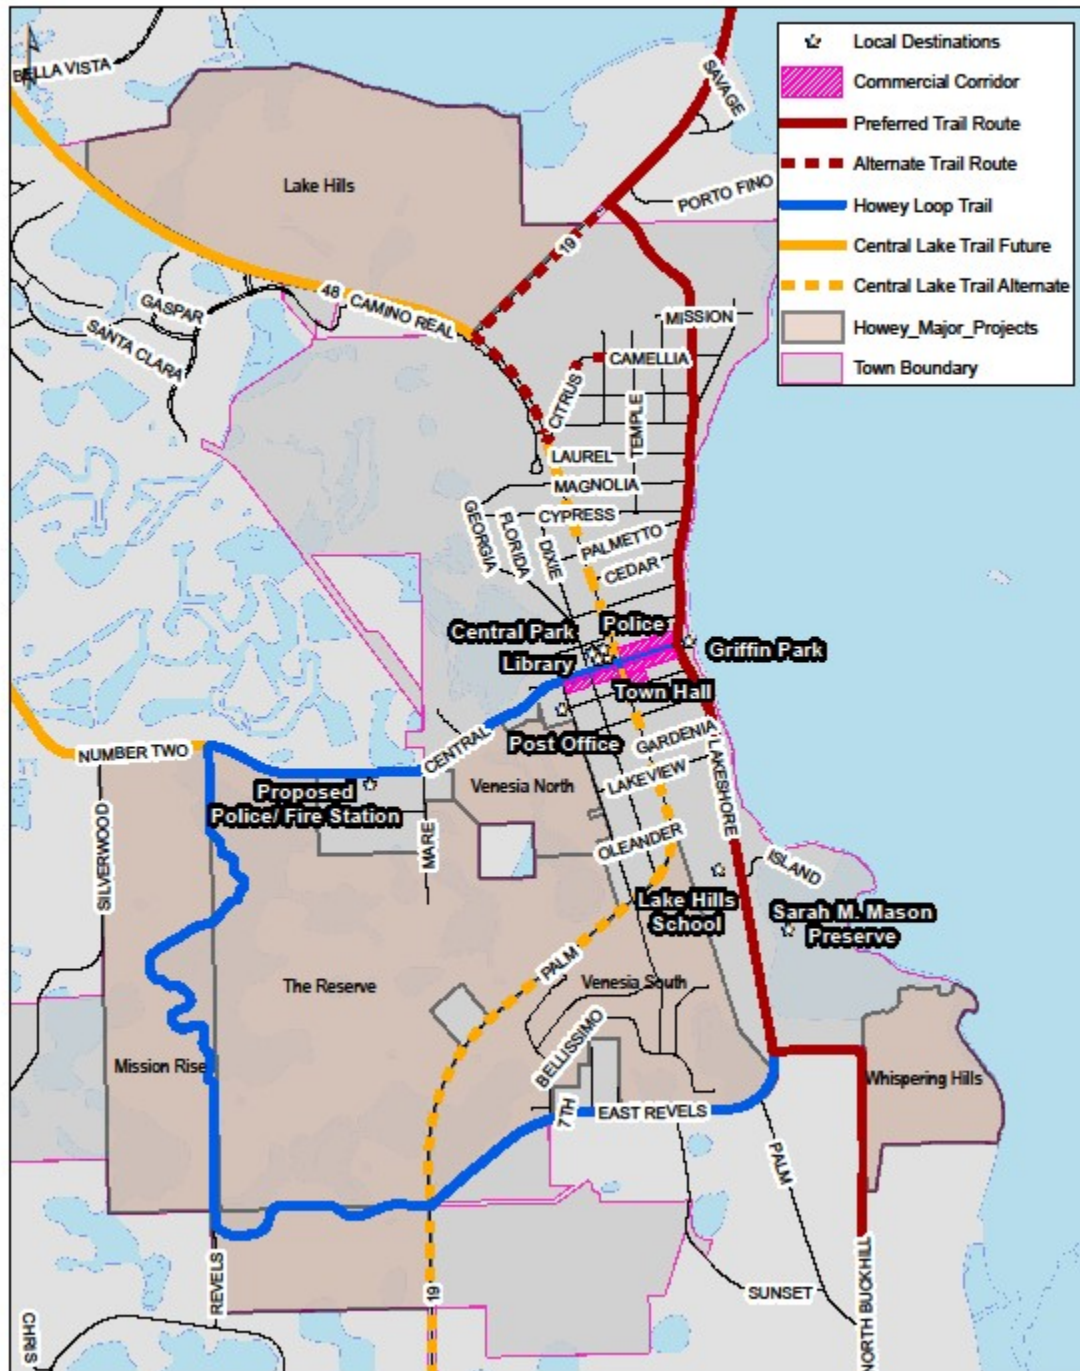 Local Destinations
Commercial Corridor
Preferred Trail Route
Alternate Trail Route
Howey Loop Trail
Central Lake Trail Future
Central Lake Trail Alternate
Howey_Major_Projects
Town Boundary
BELLA VISTA
SAVAGE
Lake Hills
PORTO FINO
19
48 CAMINO REAL
GASPAR
SANTA CLARA
MISSION
CAMELLIA
CITRUS
TEMPLE
LAUREL
MAGNOLIA
GEORGIA
FLORIDA
CYPRESS
DIXIE
PALMETTO
CEDAR
Central Park
Police
Library
Griffin Park
Town Hall
Post Office
GARDENIA
LAKESHORE
CENTRAL
NUMBER TWO
Proposed
Police/ Fire Station
Venesia North
LAKEVIEW
SILVERWOOD
MARE
OLEANDER
ISLAND
Lake Hills
School
Sarah M. Mason
Preserve
PALM
The Reserve
Venesia South
BELLISSIMO
Mission Rise
Whispering Hills
7TH
EAST REVELS
PALM
REVELS
19
SUNSET
NORTH BUCKHILL
CHRIS